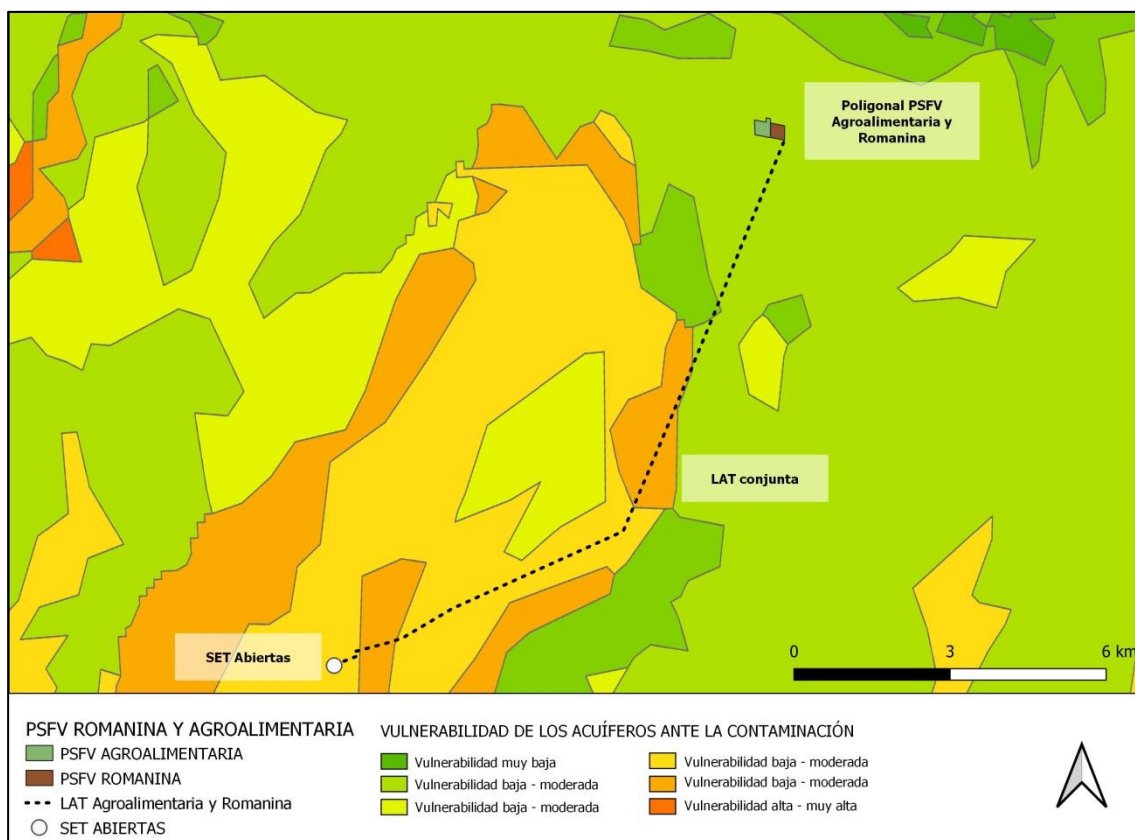 Poligonal PSFV
Agroalimentaria y
Romanina
LAT conjunta
SET Abiertas
0 3 6 km
PSFV ROMANINA Y AGROALIMENTARIA
PSFV AGROALIMENTARIA
PSFV ROMANINA
LAT Agroalimentaria y Romanina
SET ABIERTAS
VULNERABILIDAD DE LOS ACUÍFEROS ANTE LA CONTAMINACIÓN
Vulnerabilidad muy baja
Vulnerabilidad baja - moderada
Vulnerabilidad baja - moderada
Vulnerabilidad baja - moderada
Vulnerabilidad baja - moderada
Vulnerabilidad alta - muy alta